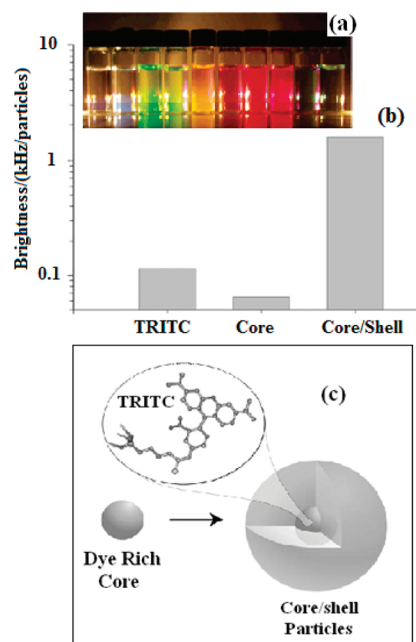 (a)
10
(b)
Brightness/(kHz/particles)
1
0.1
TRITC Core Core/Shell
TRITC
(c)
Dye Rich
Core
Core/shell
Particles